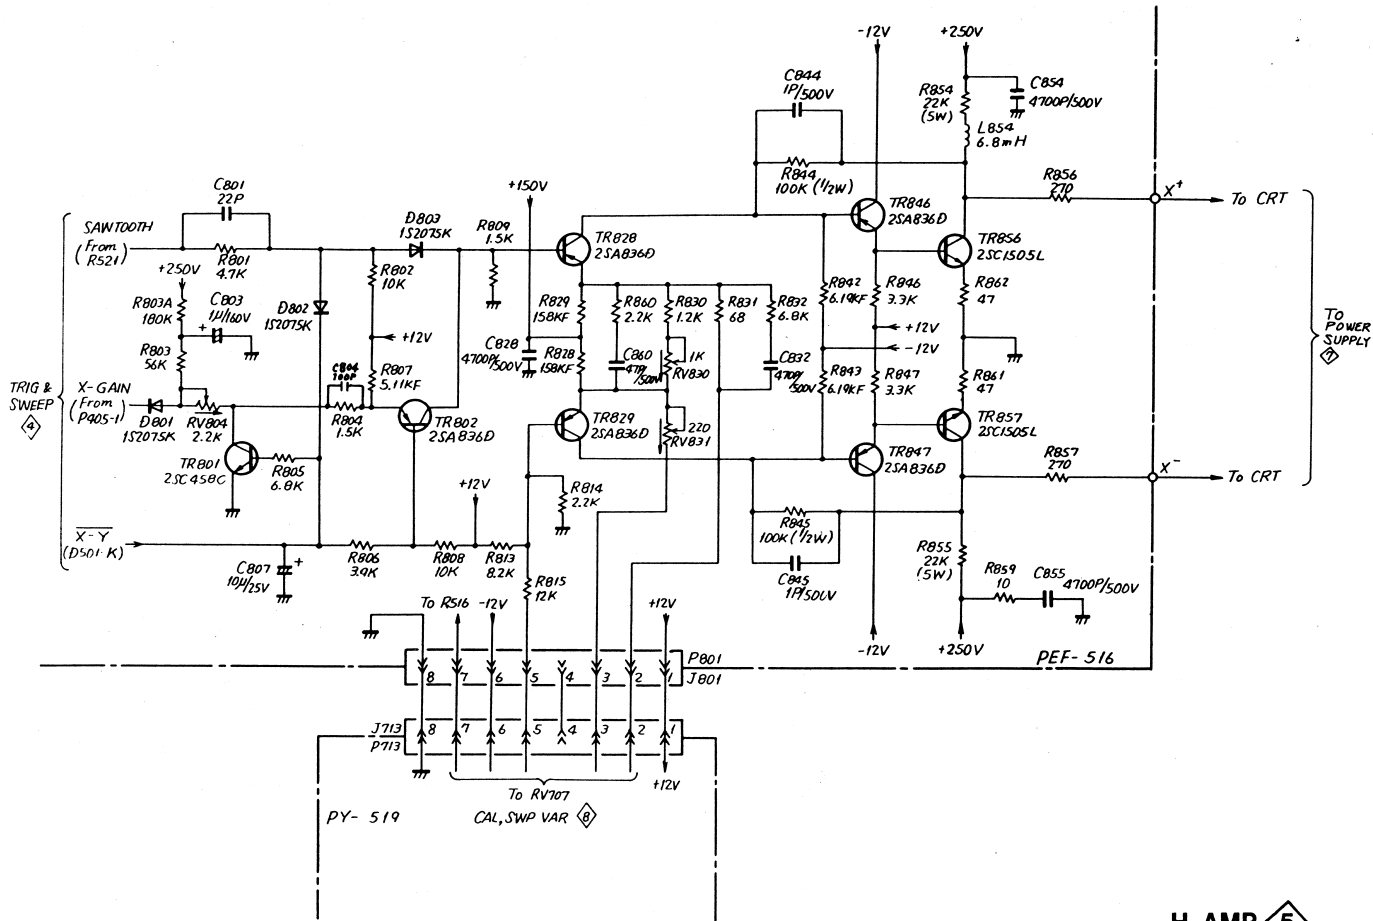 -12V
+250V
C844
1P/500V
R854
22K
(5W)
C854
4700P/500V
L854
6.8mH
C801
22P
+150V
R844
100K (1/2W)
R856
270
X+
To CRT
SAWTOOTH
(From R521)
D803
1S2075K
R809
1.5K
TR828
2SA836D
TR846
2SA836D
TR856
2SC1505L
R801
4.7K
+250V
R802
10K
R803A
180K
C803
1μ/160V
D802
1S2075K
R829
158KF
R860
2.2K
R830
1.2K
R831
68
R832
6.8K
R842
6.19KF
R846
3.3K
R862
47
+12V
+12V
-12V
TO POWER SUPPLY
7
R803
56K
C828
4700P/500V
R828
158KF
C860
47P/500V
1K
RV830
C832
470P/500V
R843
6.19KF
R847
3.3K
R861
47
TRIG & SWEEP
4
X-GAIN
(From P405-1)
C804
100P
R807
5.11KF
D801
1S2075K
RV804
2.2K
R804
1.5K
TR802
2SA836D
TR829
2SA836D
220
RV831
TR857
2SC1505L
TR801
2SC458C
R805
6.8K
TR847
2SA836D
R857
270
X-
To CRT
+12V
R814
2.2K
X-Y
(D501-K)
R806
3.9K
R808
10K
R813
8.2K
R845
100K (1/2W)
R855
22K
(5W)
C807
10μ/25V
R815
12K
C845
1P/500V
R859
10
C855
4700P/500V
To R516
-12V
+12V
-12V
+250V
P801
J801
PEF-516
8 7 6 5 4 3 2 1
J713
P713
8 7 6 5 4 3 2 1
+12V
To RV707
PY-519
CAL, SWP VAR 8
H AMP 5